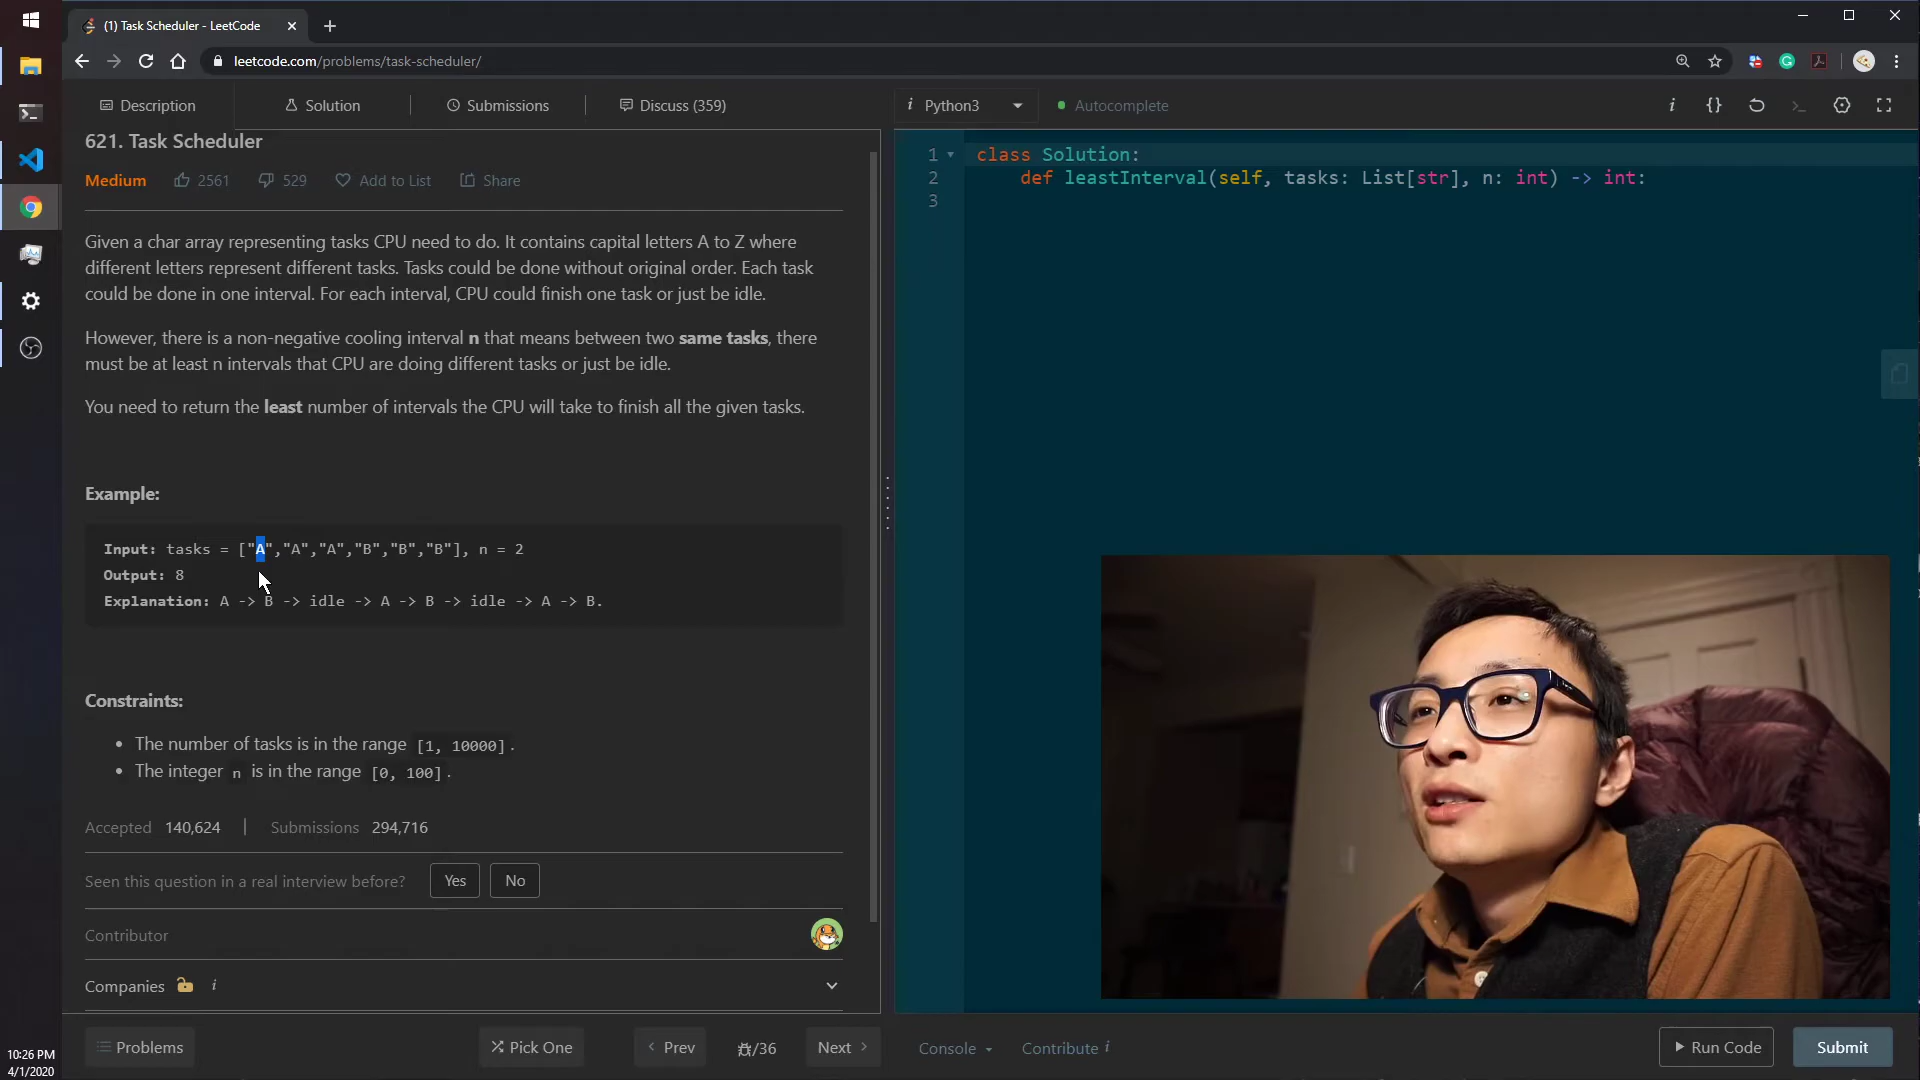 (1) Task Scheduler - LeetCode
leetcode.com/problems/task-scheduler/
Description
Solution
Submissions
Discuss (359)
i Python3
Autocomplete
621. Task Scheduler
Medium 2561 529 Add to List Share
Given a char array representing tasks CPU need to do. It contains capital letters A to Z where
different letters represent different tasks. Tasks could be done without original order. Each task
could be done in one interval. For each interval, CPU could finish one task or just be idle.
However, there is a non-negative cooling interval n that means between two same tasks, there
must be at least n intervals that CPU are doing different tasks or just be idle.
You need to return the least number of intervals the CPU will take to finish all the given tasks.
Example:
Input: tasks = ["A","A","A","B","B","B"], n = 2
Output: 8
Explanation: A -> B -> idle -> A -> B -> idle -> A -> B.
Constraints:
• The number of tasks is in the range [1, 10000].
• The integer n is in the range [0, 100].
Accepted 140,624 | Submissions 294,716
Seen this question in a real interview before? Yes No
Contributor
Companies i
Problems
Pick One
< Prev
/36
Next >
1 class Solution:
2 def leastInterval(self, tasks: List[str], n: int) -> int:
3
Console
Contribute i
Run Code
Submit
10:26 PM
4/1/2020